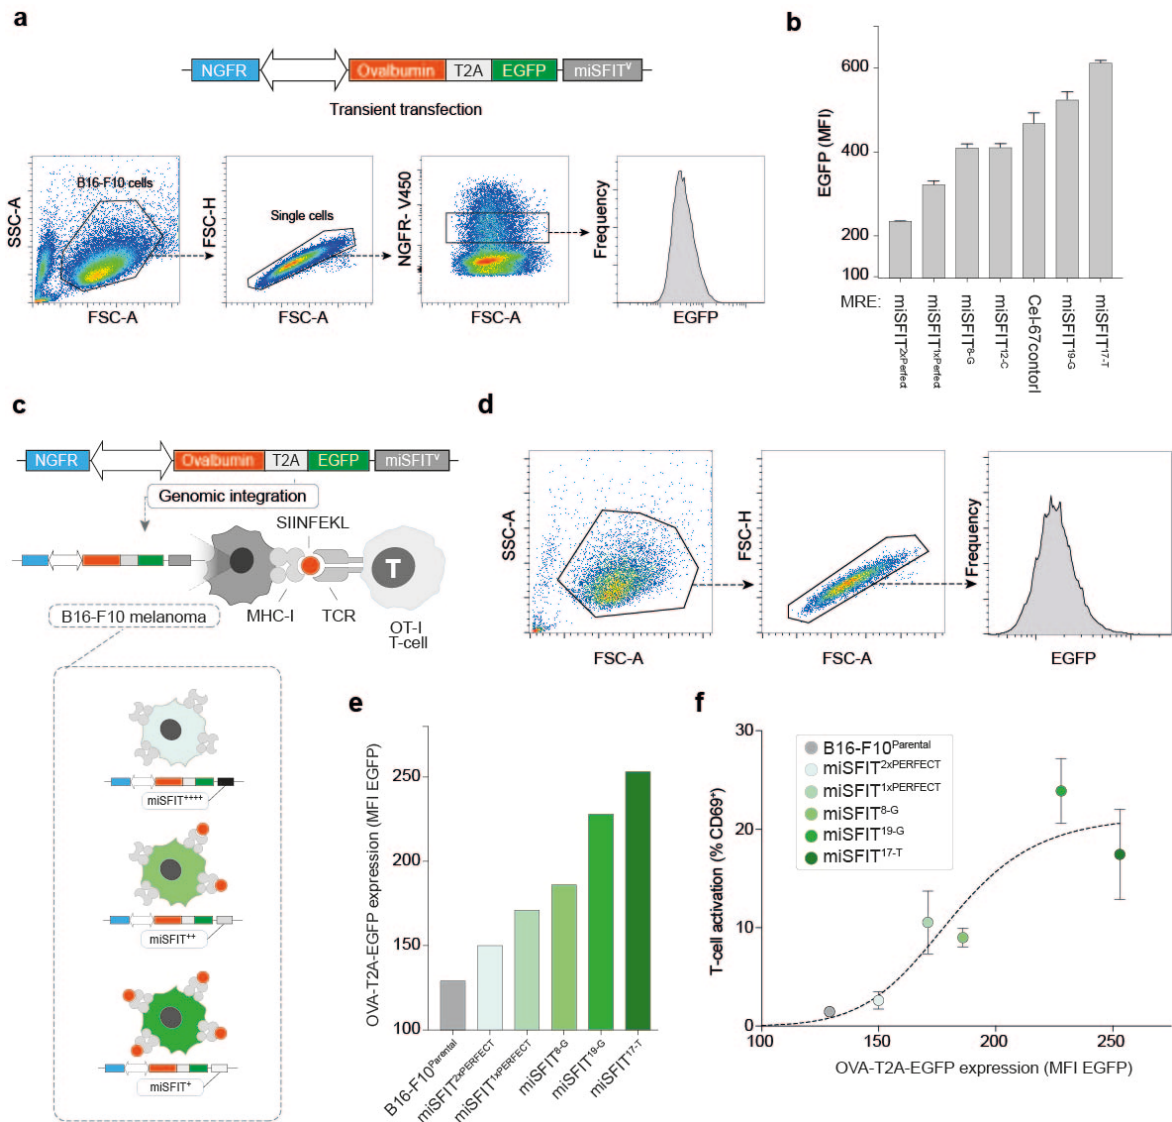 a
NGFR
Ovalbumin
T2A
EGFP
miSFITᵛ
Transient transfection
SSC-A
B16-F10 cells
FSC-A
FSC-H
Single cells
FSC-A
NGFR- V450
FSC-A
Frequency
EGFP
b
EGFP (MFI)
600
400
200
100
MRE:
miSFIT2xPerfect
miSFIT1xPerfect
miSFIT8-G
miSFIT12-C
Cel-67contorl
miSFIT19-G
miSFIT17-T
c
NGFR
Ovalbumin
T2A
EGFP
miSFITᵛ
Genomic integration
SIINFEKL
T
B16-F10 melanoma
MHC-I
TCR
OT-I
T-cell
miSFIT++++
miSFIT++
miSFIT+
d
SSC-A
FSC-A
FSC-H
FSC-A
Frequency
EGFP
e
OVA-T2A-EGFP expression (MFI EGFP)
250
200
150
100
B16-F10Parental
miSFIT2xPERFECT
miSFIT1xPERFECT
miSFIT8-G
miSFIT19-G
miSFIT17-T
f
T-cell activation (% CD69+)
30
20
10
0
B16-F10Parental
miSFIT2xPERFECT
miSFIT1xPERFECT
miSFIT8-G
miSFIT19-G
miSFIT17-T
100
150
200
250
OVA-T2A-EGFP expression (MFI EGFP)